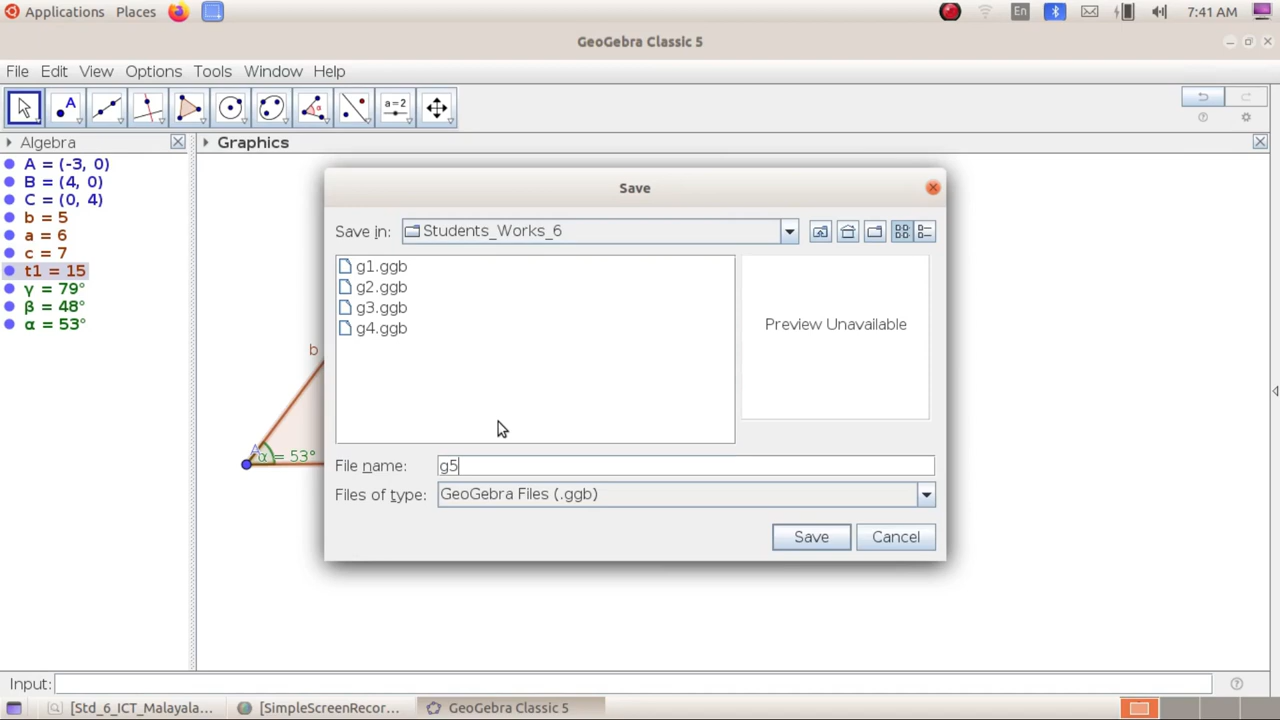 Applications Places En 7:41 AM
GeoGebra Classic 5
File Edit View Options Tools Window Help
A α a=2
Algebra Graphics
A = (-3, 0)
B = (4, 0)
C = (0, 4)
b = 5
a = 6
c = 7
t1 = 15
γ = 79°
β = 48°
α = 53°
b
A
α = 53°
Save
Save in: Students_Works_6
g1.ggb
g2.ggb
g3.ggb
g4.ggb
Preview Unavailable
File name: g5
Files of type: GeoGebra Files (.ggb)
Save Cancel
Input:
[Std_6_ICT_Malayala... [SimpleScreenRecor... GeoGebra Classic 5